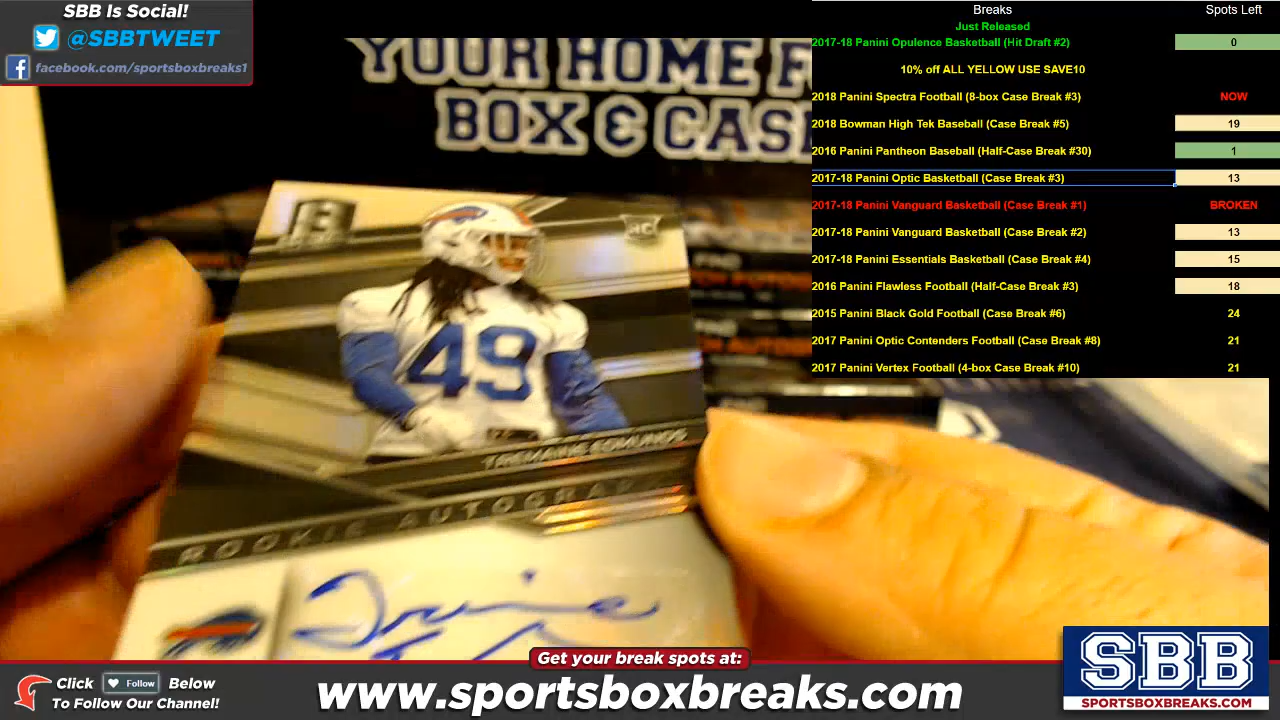 SBB Is Social!
@SBBTWEET
facebook.com/sportsboxbreaks1
YOUR HOME F
BOX & CAS
Breaks Spots Left
Just Released
2017-18 Panini Opulence Basketball (Hit Draft #2) 0
10% off ALL YELLOW USE SAVE10
2018 Panini Spectra Football (8-box Case Break #3) NOW
2018 Bowman High Tek Baseball (Case Break #5) 19
2016 Panini Pantheon Baseball (Half-Case Break #30) 1
2017-18 Panini Optic Basketball (Case Break #3) 13
2017-18 Panini Vanguard Basketball (Case Break #1) BROKEN
2017-18 Panini Vanguard Basketball (Case Break #2) 13
2017-18 Panini Essentials Basketball (Case Break #4) 15
2016 Panini Flawless Football (Half-Case Break #3) 18
2015 Panini Black Gold Football (Case Break #6) 24
2017 Panini Optic Contenders Football (Case Break #8) 21
2017 Panini Vertex Football (4-box Case Break #10) 21
RC
49
TREMAINE EDMUNDS
ROOKIE AUTOGRA
Get your break spots at:
Click Follow Below
To Follow Our Channel!
www.sportsboxbreaks.com
SBB
SPORTSBOXBREAKS.COM